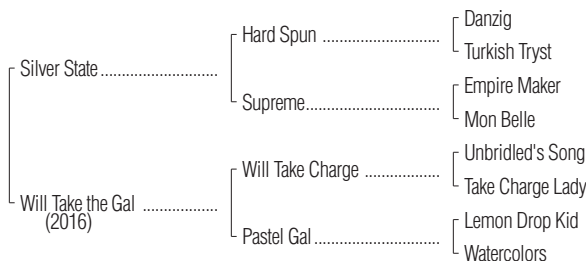 Danzig
Hard Spun
Turkish Tryst
Silver State
Empire Maker
Supreme
Mon Belle
Unbridled's Song
Will Take Charge
Take Charge Lady
Will Take the Gal
(2016)
Lemon Drop Kid
Pastel Gal
Watercolors